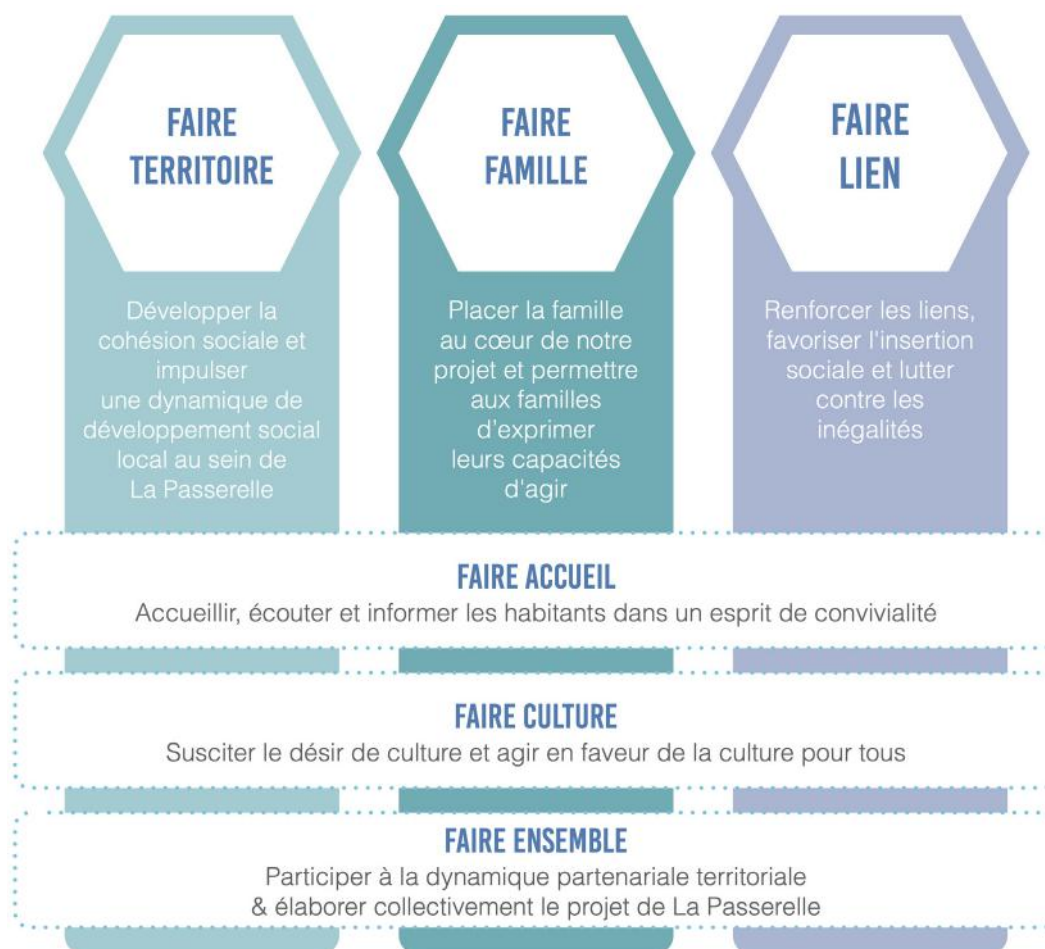 FAIRE
TERRITOIRE
Développer la
cohésion sociale et
impulser
une dynamique de
développement social
local au sein de
La Passerelle
FAIRE
FAMILLE
Placer la famille
au cœur de notre
projet et permettre
aux familles
d'exprimer
leurs capacités
d'agir
FAIRE
LIEN
Renforcer les liens,
favoriser l'insertion
sociale et lutter
contre les
inégalités
FAIRE ACCUEIL
Accueillir, écouter et informer les habitants dans un esprit de convivialité
FAIRE CULTURE
Susciter le désir de culture et agir en faveur de la culture pour tous
FAIRE ENSEMBLE
Participer à la dynamique partenariale territoriale
& élaborer collectivement le projet de La Passerelle